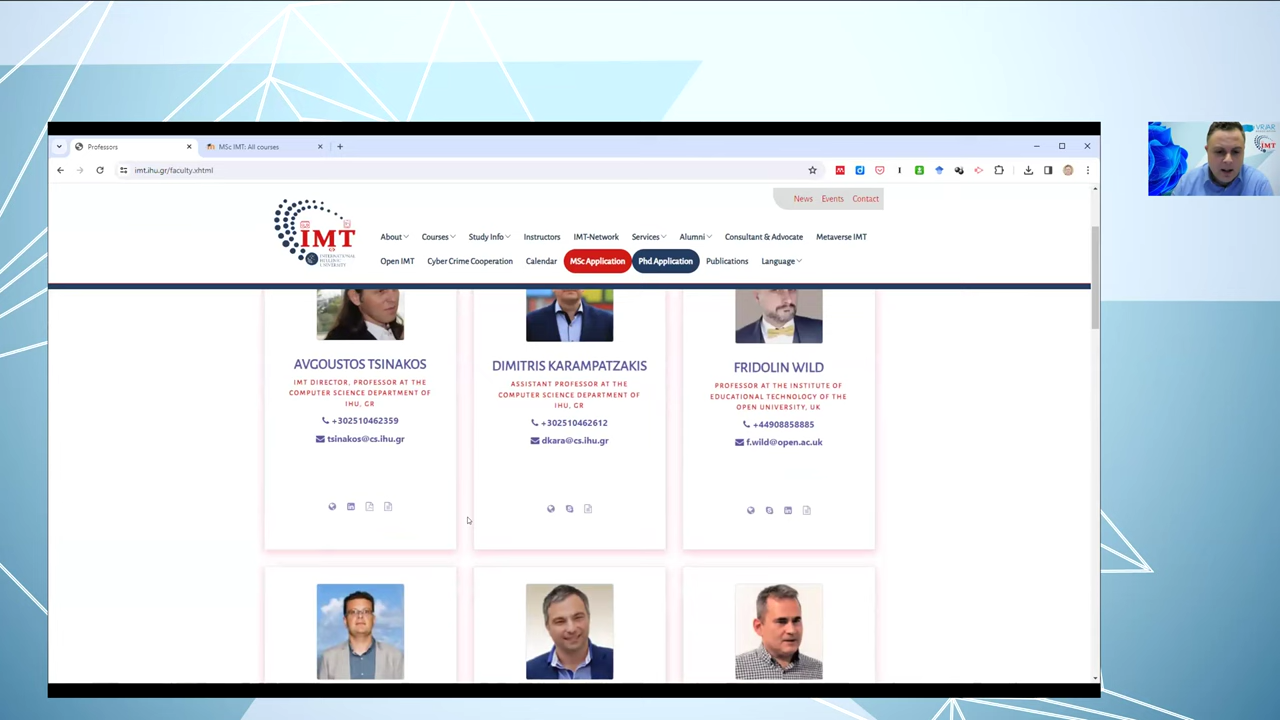 Professors
MSc IMT: All courses
imt.ihu.gr/faculty.xhtml
News Events Contact
IMT
INTERNATIONAL
HELLENIC
UNIVERSITY
About Courses Study Info Instructors IMT-Network Services Alumni Consultant & Advocate Metaverse IMT
Open IMT Cyber Crime Cooperation Calendar MSc Application Phd Application Publications Language
AVGOUSTOS TSINAKOS
IMT DIRECTOR, PROFESSOR AT THE
COMPUTER SCIENCE DEPARTMENT OF
IHU, GR
+302510462359
tsinakos@cs.ihu.gr
DIMITRIS KARAMPATZAKIS
ASSISTANT PROFESSOR AT THE
COMPUTER SCIENCE DEPARTMENT OF
IHU, GR
+302510462612
dkara@cs.ihu.gr
FRIDOLIN WILD
PROFESSOR AT THE INSTITUTE OF
EDUCATIONAL TECHNOLOGY OF THE
OPEN UNIVERSITY, UK
+44908858885
f.wild@open.ac.uk
IMT